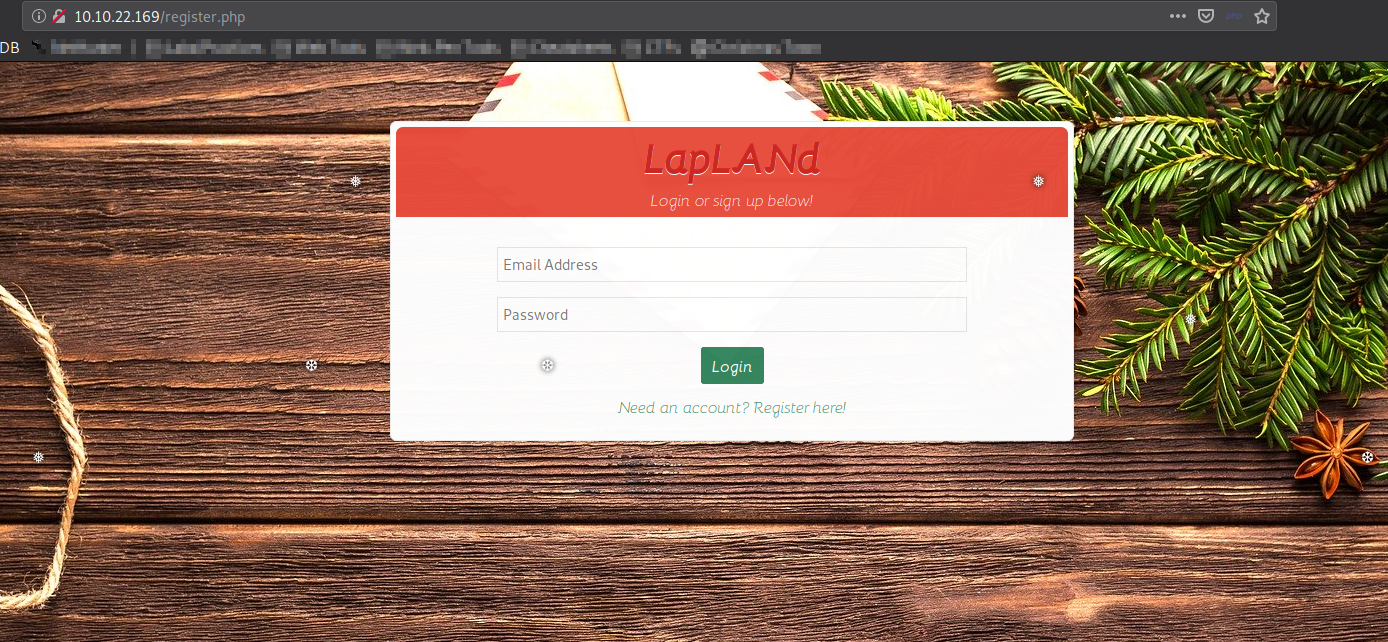 10.10.22.169/register.php
DB
LapLANd
Login or sign up below!
Email Address
Password
Login
Need an account? Register here!